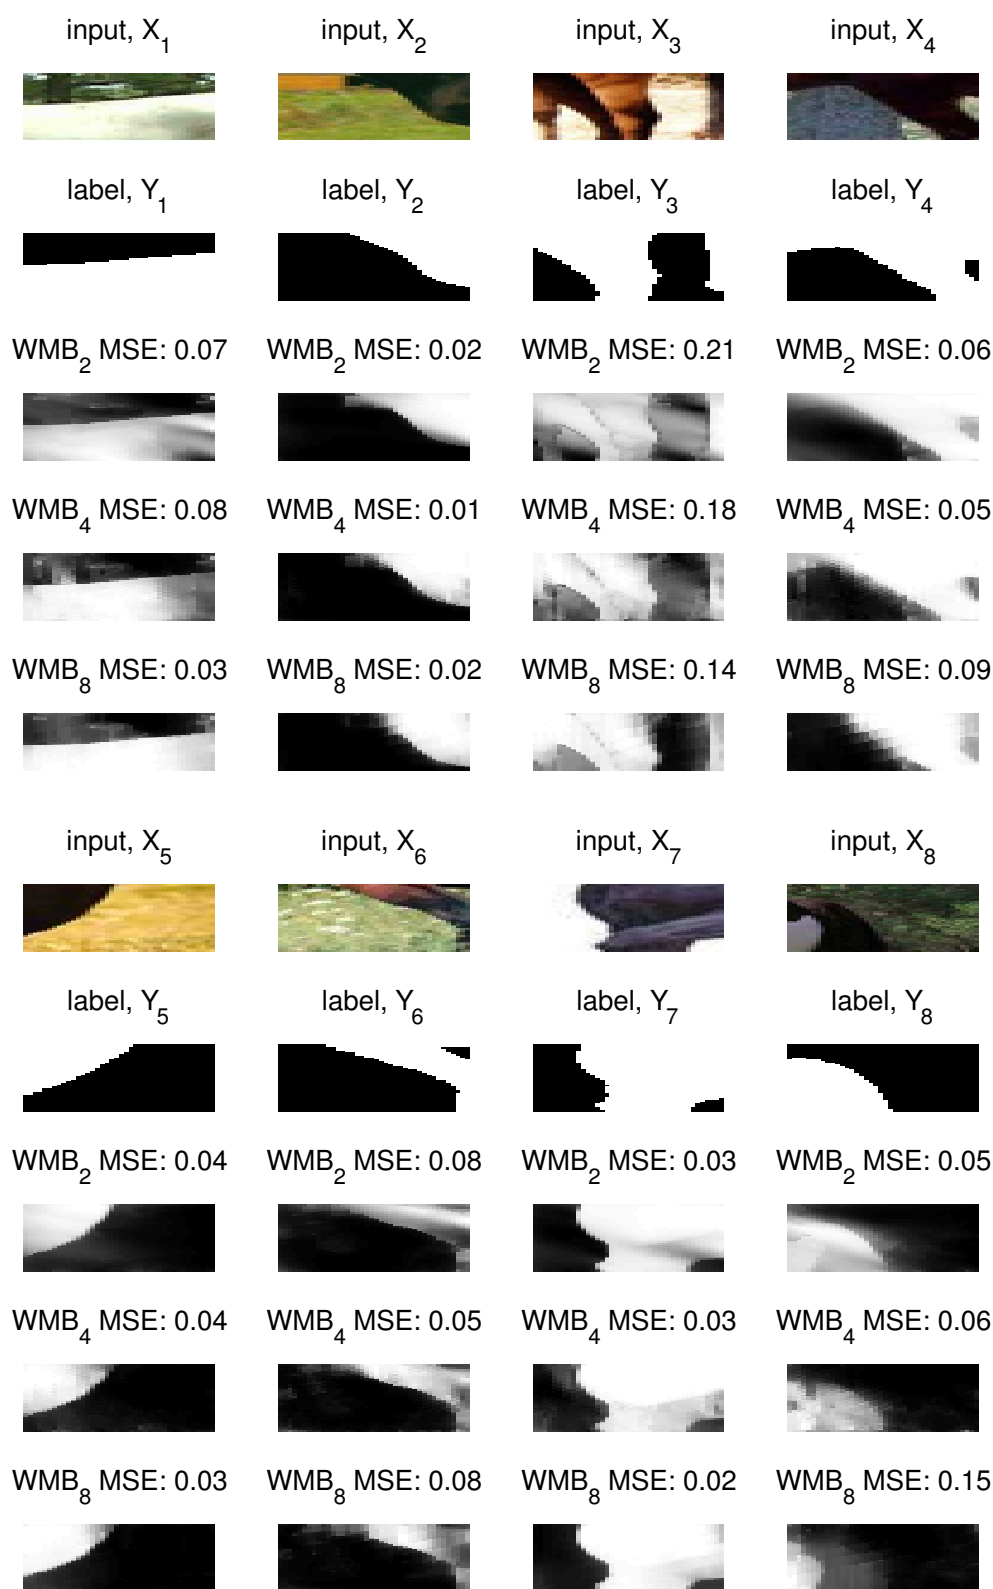 input, X1 input, X2 input, X3 input, X4
label, Y1 label, Y2 label, Y3 label, Y4
WMB2 MSE: 0.07 WMB2 MSE: 0.02 WMB2 MSE: 0.21 WMB2 MSE: 0.06
WMB4 MSE: 0.08 WMB4 MSE: 0.01 WMB4 MSE: 0.18 WMB4 MSE: 0.05
WMB8 MSE: 0.03 WMB8 MSE: 0.02 WMB8 MSE: 0.14 WMB8 MSE: 0.09
input, X5 input, X6 input, X7 input, X8
label, Y5 label, Y6 label, Y7 label, Y8
WMB2 MSE: 0.04 WMB2 MSE: 0.08 WMB2 MSE: 0.03 WMB2 MSE: 0.05
WMB4 MSE: 0.04 WMB4 MSE: 0.05 WMB4 MSE: 0.03 WMB4 MSE: 0.06
WMB8 MSE: 0.03 WMB8 MSE: 0.08 WMB8 MSE: 0.02 WMB8 MSE: 0.15